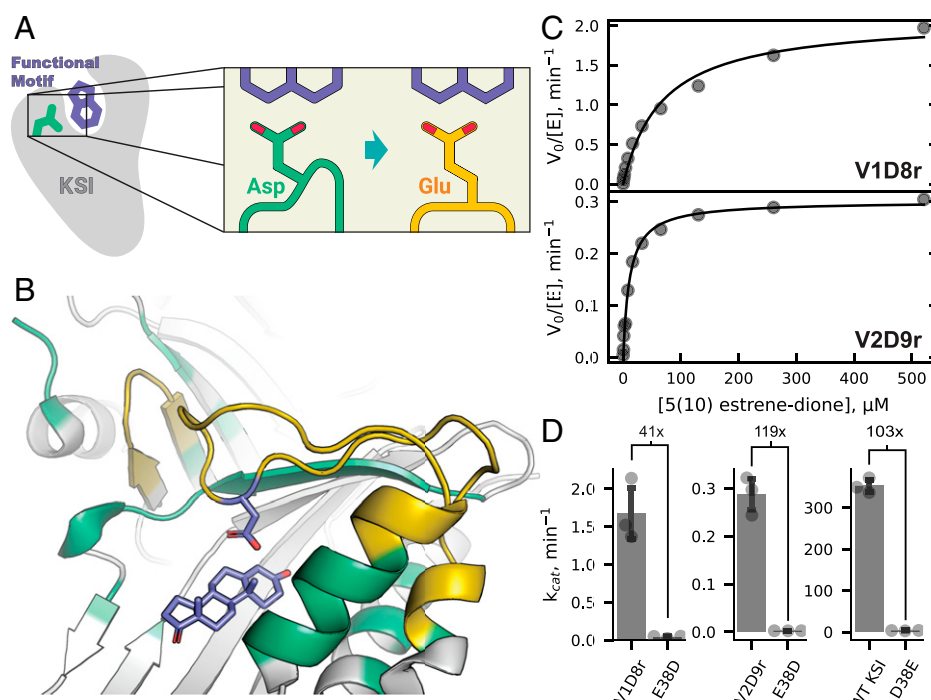 A
Functional
Motif
KSI
Asp
Glu
B
C
2.0
1.5
1.0
0.5
0.0
V0/[E], min−1
V1D8r
0.3
0.2
0.1
0.0
V0/[E], min−1
V2D9r
0 100 200 300 400 500
[5(10) estrene-dione], μM
D
41x
119x
103x
kcat, min−1
2.0
1.5
1.0
0.5
0.0
0.3
0.2
0.1
0.0
300
200
100
0
V1D8r
E38D
V2D9r
E38D
WT KSI
D38E